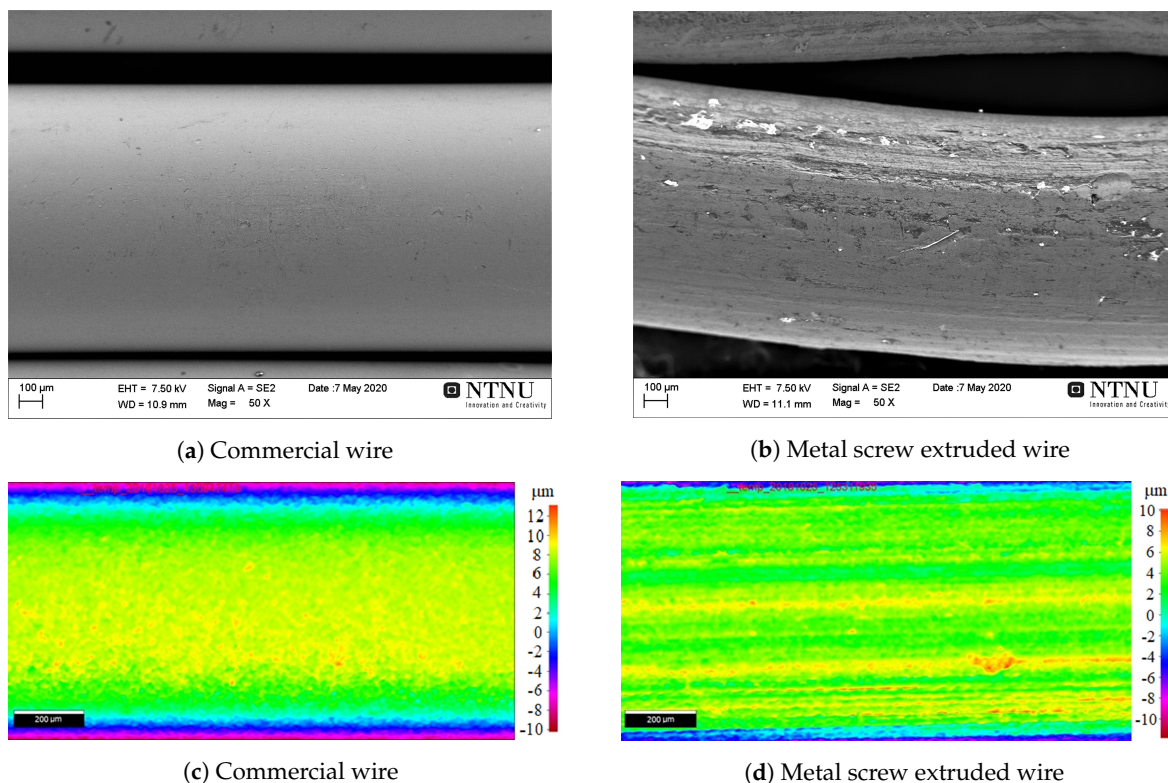 100 µm
EHT = 7.50 kV Signal A = SE2 Date :7 May 2020
WD = 10.9 mm Mag = 50 X
NTNU
Innovation and Creativity
100 µm
EHT = 7.50 kV Signal A = SE2 Date :7 May 2020
WD = 11.1 mm Mag = 50 X
NTNU
Innovation and Creativity
(a) Commercial wire
(b) Metal screw extruded wire
µm
12
10
8
6
4
2
0
-2
-4
-6
-8
-10
200 µm
µm
10
8
6
4
2
0
-2
-4
-6
-8
-10
200 µm
(c) Commercial wire
(d) Metal screw extruded wire